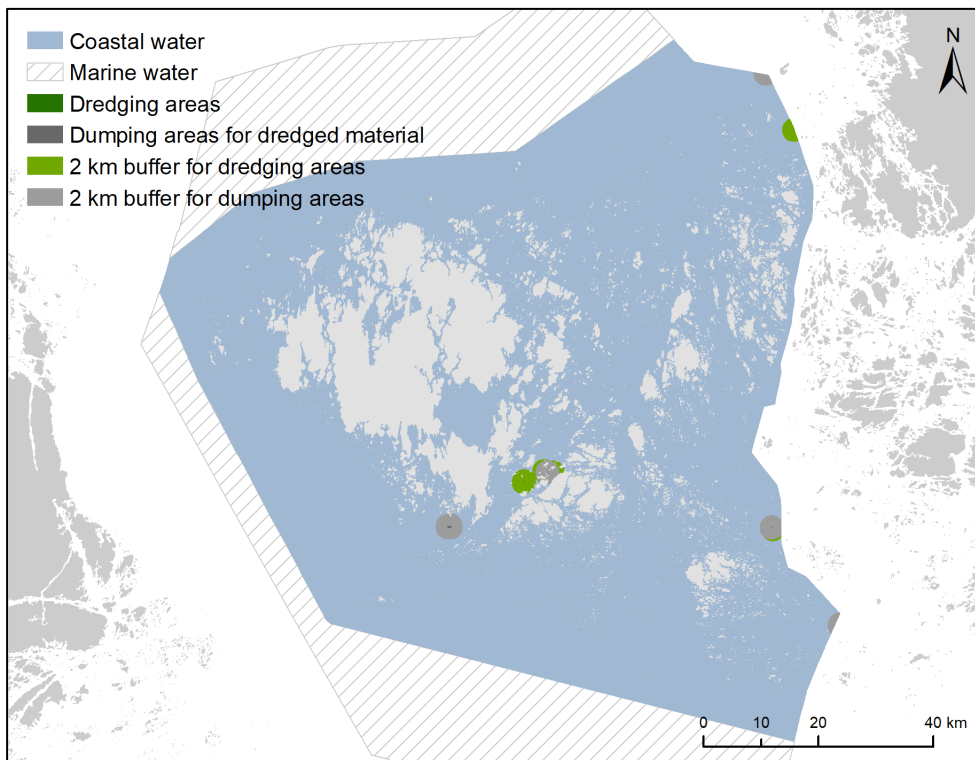 Coastal water
Marine water
Dredging areas
Dumping areas for dredged material
2 km buffer for dredging areas
2 km buffer for dumping areas
N
0 10 20 40 km